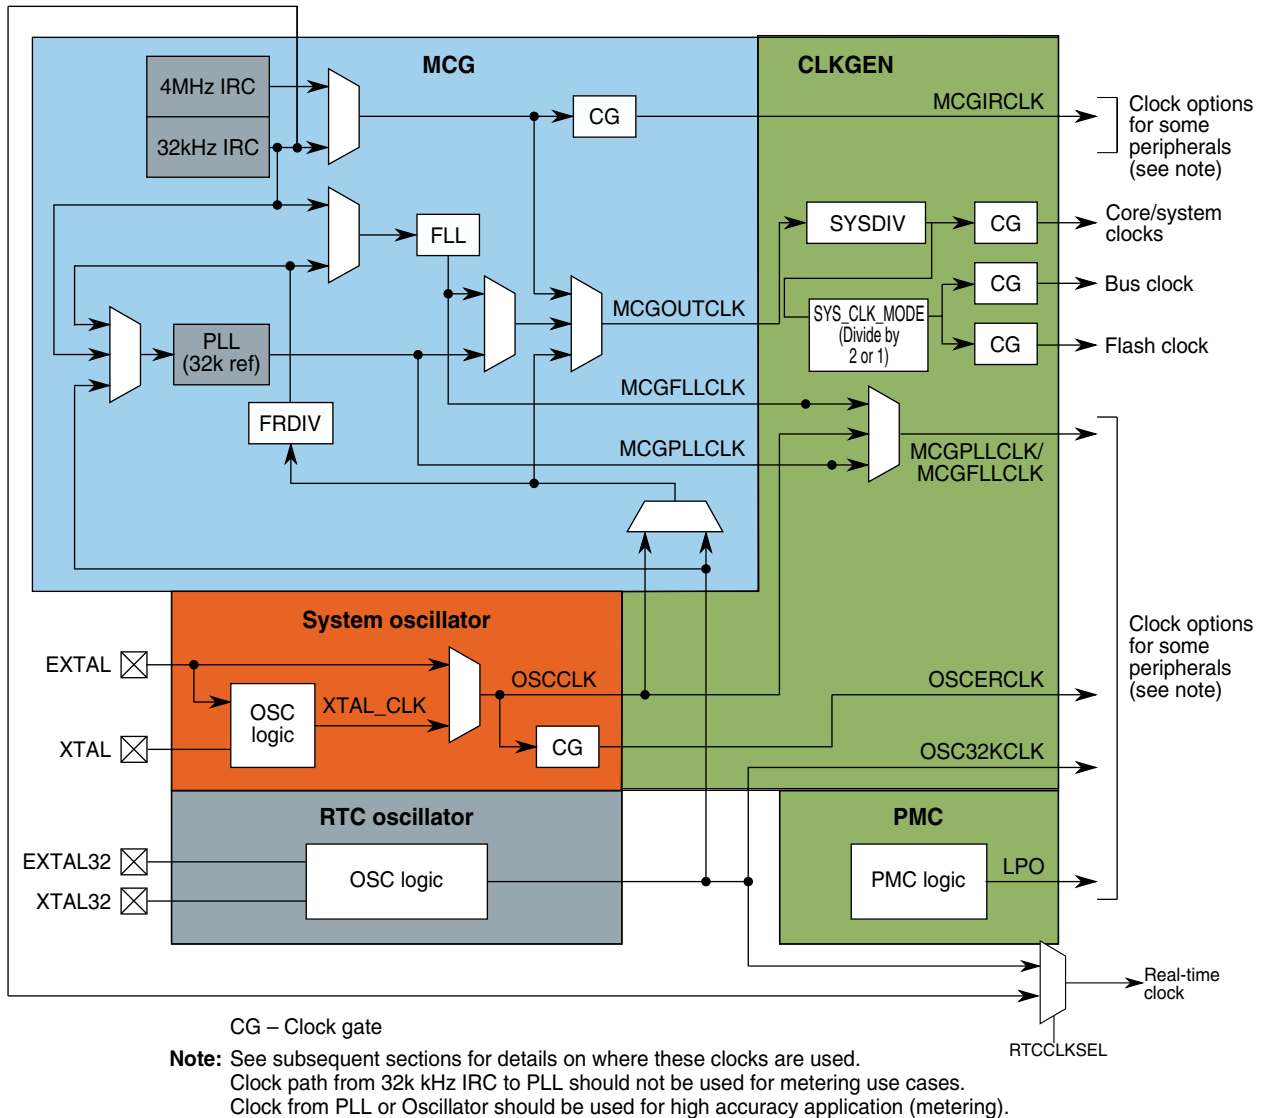 MCG
CLKGEN
4MHz IRC
32kHz IRC
CG
MCGIRCLK
Clock options
for some
peripherals
(see note)
FLL
SYSDIV
CG
Core/system
clocks
CG
Bus clock
MCGOUTCLK
SYS_CLK_MODE
(Divide by
2 or 1)
CG
Flash clock
PLL
(32k ref)
MCGFLLCLK
FRDIV
MCGPLLCLK
MCGPLLCLK/
MCGFLLCLK
System oscillator
EXTAL
OSC
logic
XTAL_CLK
OSCCLK
OSCERCLK
XTAL
CG
OSC32KCLK
Clock options
for some
peripherals
(see note)
RTC oscillator
PMC
EXTAL32
XTAL32
OSC logic
PMC logic
LPO
Real-time
clock
RTCCLKSEL
CG – Clock gate
Note: See subsequent sections for details on where these clocks are used.
Clock path from 32k kHz IRC to PLL should not be used for metering use cases.
Clock from PLL or Oscillator should be used for high accuracy application (metering).